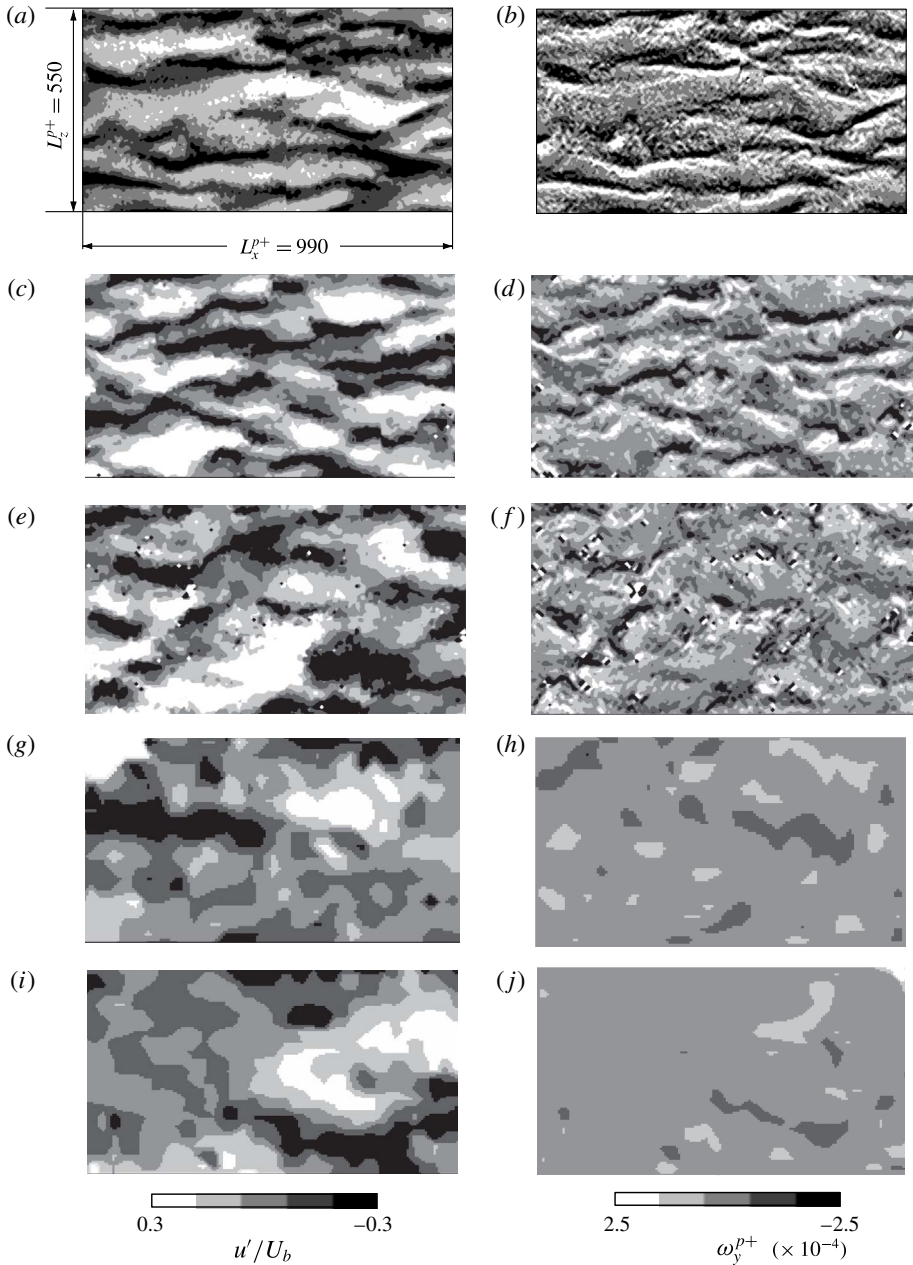 (a)
(b)
L_z^{p+} = 550
L_x^{p+} = 990
(c)
(d)
(e)
(f)
(g)
(h)
(i)
(j)
0.3 −0.3
u′/U_b
2.5 −2.5
ω_y^{p+} (× 10^{−4})